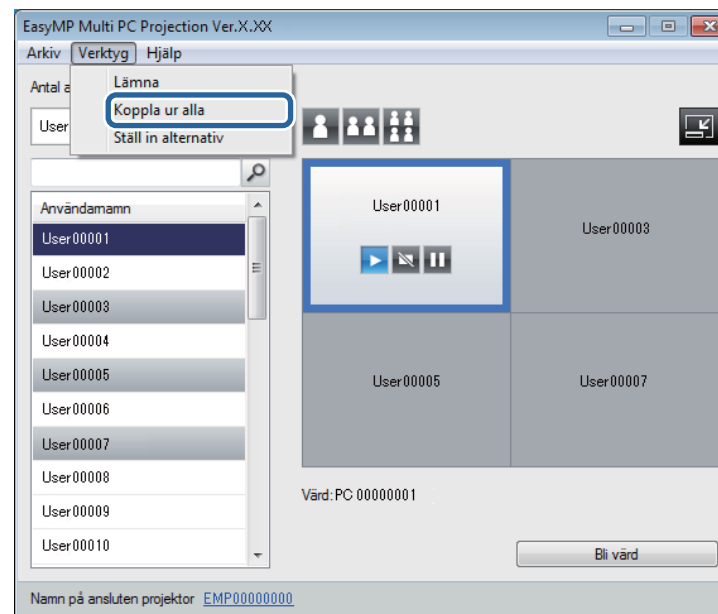 EasyMP Multi PC Projection Ver.X.XX
Arkiv Verktyg Hjälp
Lämna
Antal a
Koppla ur alla
User
Ställ in alternativ
Användarnamn
User00001
User00002
User00003
User00004
User00005
User00006
User00007
User00008
User00009
User00010
User00001
User00003
User00005
User00007
Värd:PC 00000001
Bli värd
Namn på ansluten projektor EMP00000000